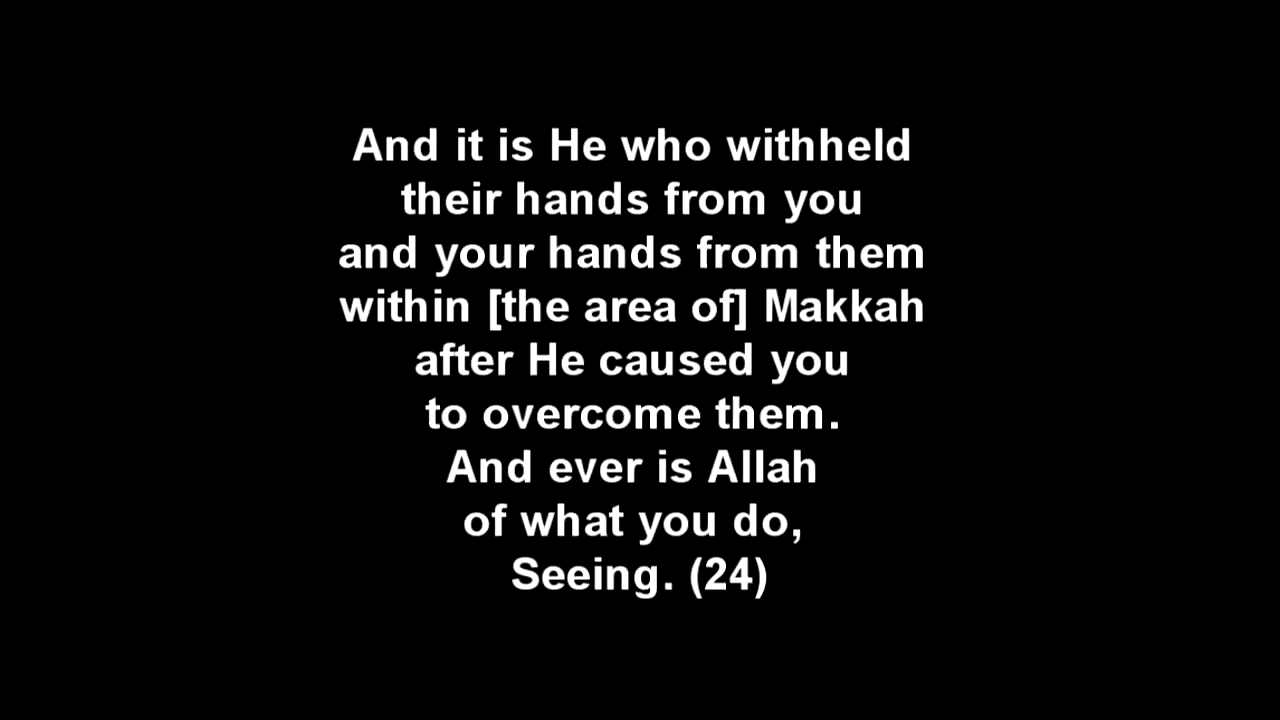 And it is He who withheld
their hands from you
and your hands from them
within [the area of] Makkah
after He caused you
to overcome them.
And ever is Allah
of what you do,
Seeing. (24)